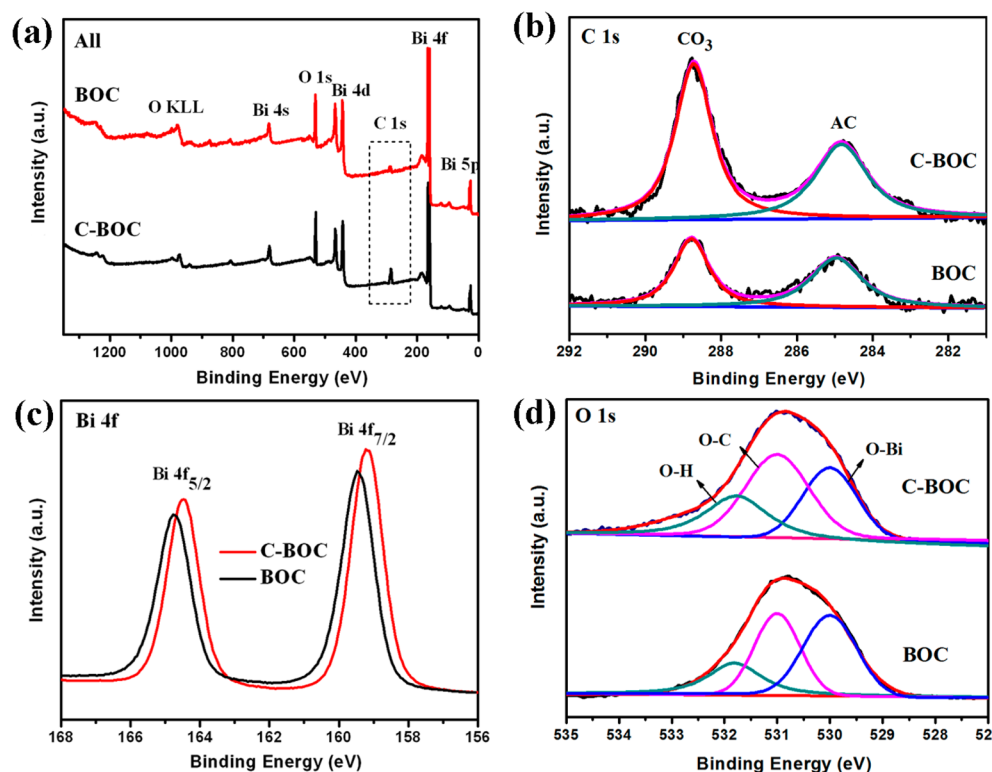 (a)
All
BOC
O KLL
Bi 4s
O 1s
Bi 4d
C 1s
Bi 4f
Bi 5p
C-BOC
Intensity (a.u.)
1200 1000 800 600 400 200 0
Binding Energy (eV)
(b)
C 1s
CO3
AC
C-BOC
BOC
Intensity (a.u.)
292 290 288 286 284 282
Binding Energy (eV)
(c)
Bi 4f
Bi 4f5/2
Bi 4f7/2
C-BOC
BOC
Intensity (a.u.)
168 166 164 162 160 158 156
Binding Energy (eV)
(d)
O 1s
O-H
O-C
O-Bi
C-BOC
BOC
Intensity (a.u.)
535 534 533 532 531 530 529 528 52
Binding Energy (eV)